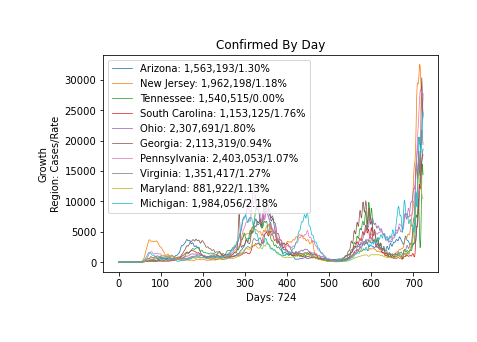 Confirmed By Day
Growth
Region: Cases/Rate
30000
25000
20000
15000
10000
5000
0
Arizona: 1,563,193/1.30%
New Jersey: 1,962,198/1.18%
Tennessee: 1,540,515/0.00%
South Carolina: 1,153,125/1.76%
Ohio: 2,307,691/1.80%
Georgia: 2,113,319/0.94%
Pennsylvania: 2,403,053/1.07%
Virginia: 1,351,417/1.27%
Maryland: 881,922/1.13%
Michigan: 1,984,056/2.18%
0 100 200 300 400 500 600 700
Days: 724